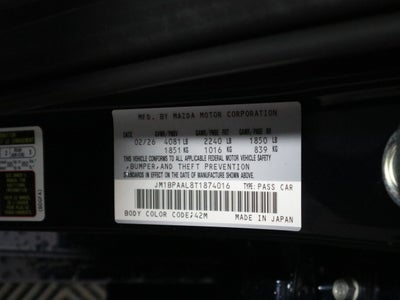 MFD. BY MAZDA MOTOR CORPORATION
DATE GVWR/PNBV GAWR/PNBE FRT GAWR/PNBE RR
02/26 4081 LB 2240 LB 1850 LB
1851 KG 1016 KG 839 KG
THIS VEHICLE CONFORMS TO ALL APPLICABLE FEDERAL MOTOR VEHICLE SAFETY
, BUMPER, AND THEFT PREVENTION
STANDARDS IN EFFECT ON THE DATE OF MANUFACTURE SHOWN ABOVE.
JM1BPAAL8T1874016 TYPE: PASS CAR
BODY COLOR CODE: 42M MADE IN JAPAN